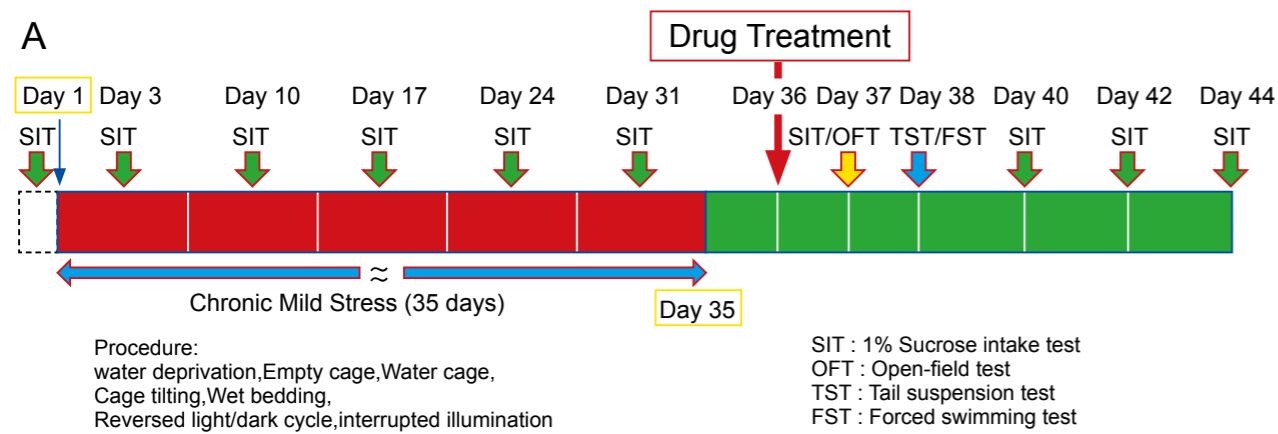 A
Drug Treatment
Day 1 Day 3 Day 10 Day 17 Day 24 Day 31 Day 36 Day 37 Day 38 Day 40 Day 42 Day 44
SIT SIT SIT SIT SIT SIT SIT/OFT TST/FST SIT SIT SIT
≈
Chronic Mild Stress (35 days)
Day 35
Procedure:
water deprivation,Empty cage,Water cage,
Cage tilting,Wet bedding,
Reversed light/dark cycle,interrupted illumination
SIT : 1% Sucrose intake test
OFT : Open-field test
TST : Tail suspension test
FST : Forced swimming test